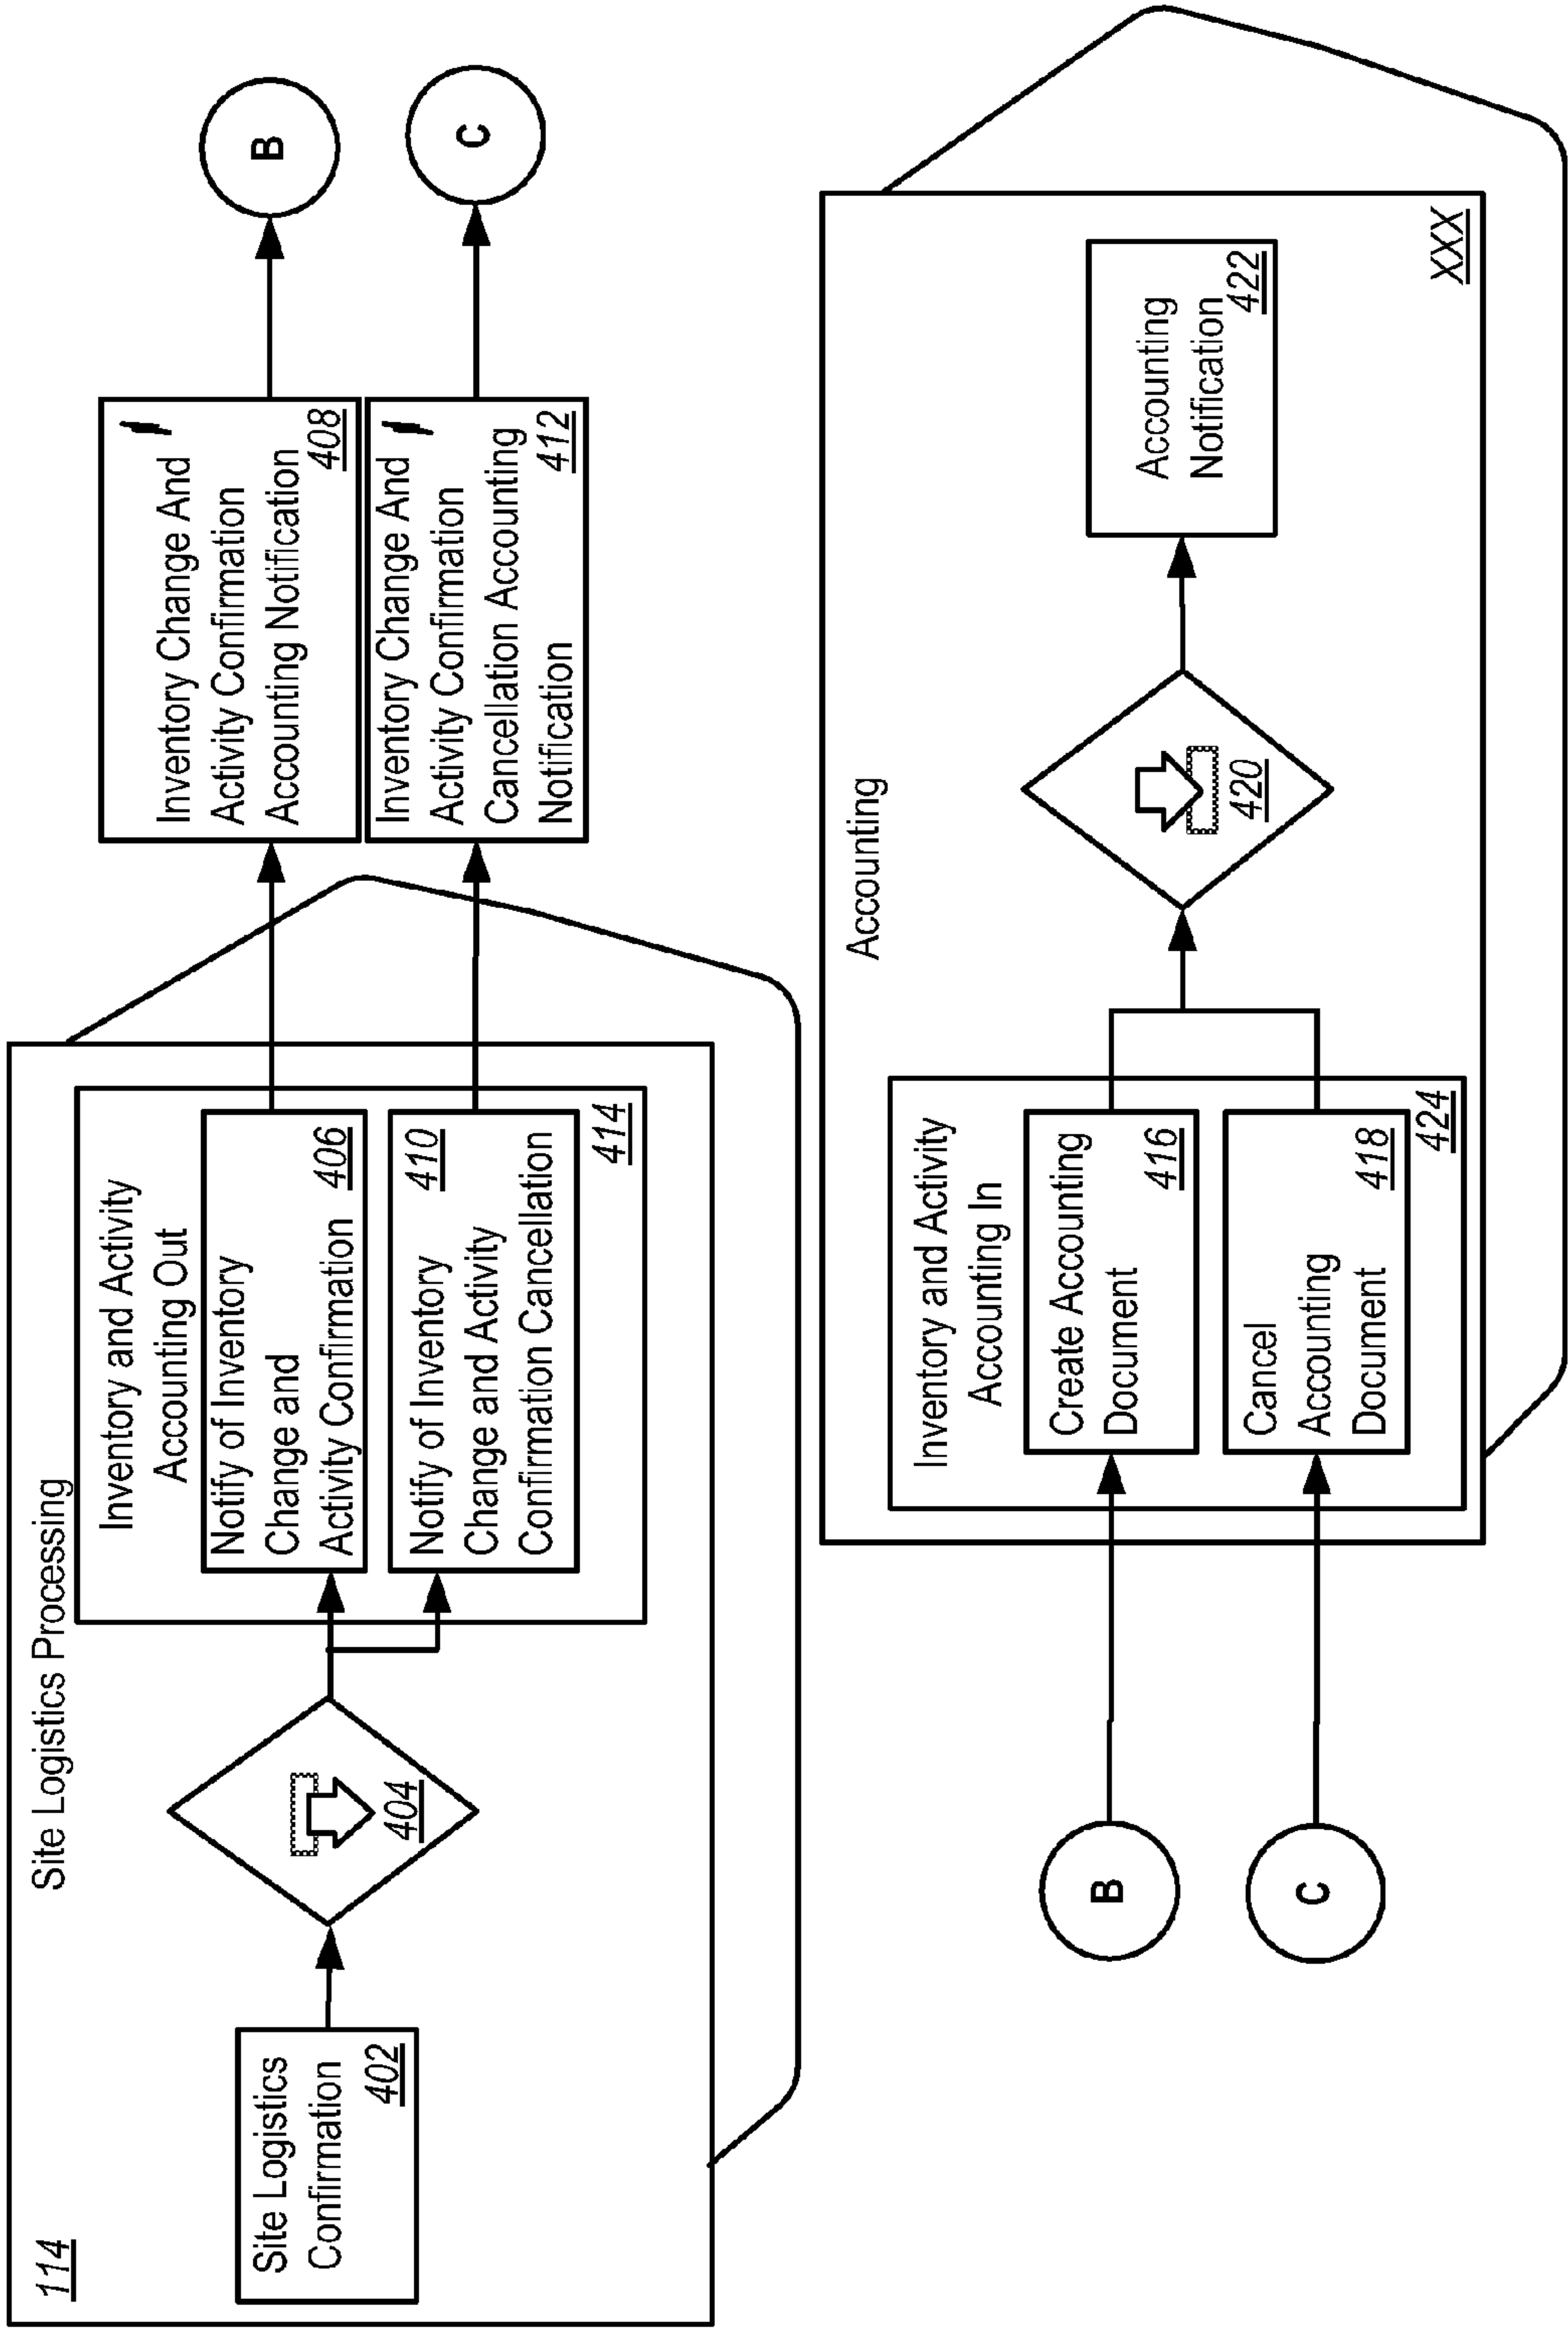 114
Site Logistics Processing
Site Logistics
Confirmation
402
404
Inventory and Activity
Accounting Out
Notify of Inventory
Change and
Activity Confirmation
406
Notify of Inventory
Change and Activity
Confirmation Cancellation
410
414
Inventory Change And
Activity Confirmation
Accounting Notification
408
Inventory Change And
Activity Confirmation
Cancellation Accounting
Notification
412
B
C
B
C
Accounting
Inventory and Activity
Accounting In
Create Accounting
Document
416
Cancel
Accounting
Document
418
424
420
Accounting
Notification
422
XXX